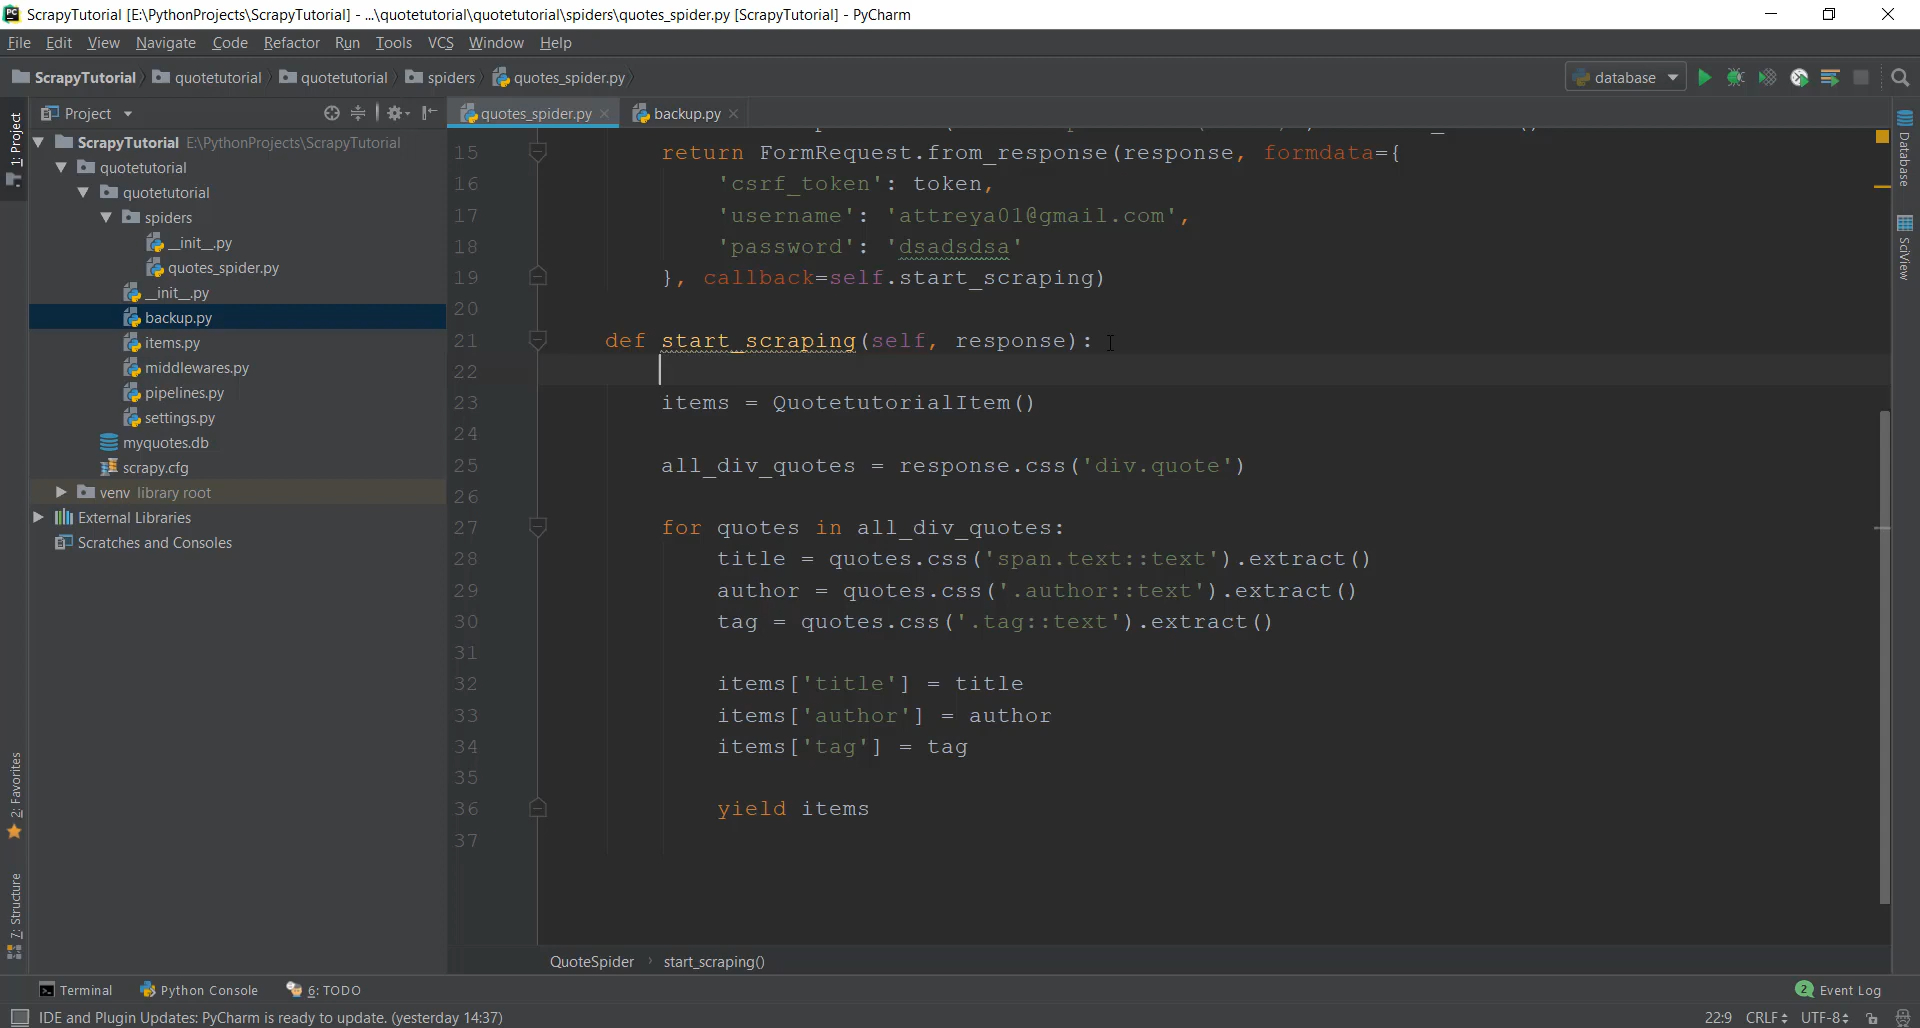 ScrapyTutorial [E:\PythonProjects\ScrapyTutorial] - ...\quotetutorial\quotetutorial\spiders\quotes_spider.py [ScrapyTutorial] - PyCharm
File Edit View Navigate Code Refactor Run Tools VCS Window Help
ScrapyTutorial quotetutorial quotetutorial spiders quotes_spider.py database
Project
quotes_spider.py backup.py
1: Project
ScrapyTutorial E:\PythonProjects\ScrapyTutorial
quotetutorial
quotetutorial
spiders
__init__.py
quotes_spider.py
__init__.py
backup.py
items.py
middlewares.py
pipelines.py
settings.py
myquotes.db
scrapy.cfg
venv library root
External Libraries
Scratches and Consoles
2: Favorites
7: Structure
15 return FormRequest.from_response(response, formdata={
16 'csrf_token': token,
17 'username': 'attreya01@gmail.com',
18 'password': 'dsadsdsa'
19 }, callback=self.start_scraping)
20
21 def start_scraping(self, response):
22
23 items = QuotetutorialItem()
24
25 all_div_quotes = response.css('div.quote')
26
27 for quotes in all_div_quotes:
28 title = quotes.css('span.text::text').extract()
29 author = quotes.css('.author::text').extract()
30 tag = quotes.css('.tag::text').extract()
31
32 items['title'] = title
33 items['author'] = author
34 items['tag'] = tag
35
36 yield items
37
Database
SciView
QuoteSpider start_scraping()
Terminal Python Console 6: TODO 2 Event Log
IDE and Plugin Updates: PyCharm is ready to update. (yesterday 14:37) 22:9 CRLF UTF-8